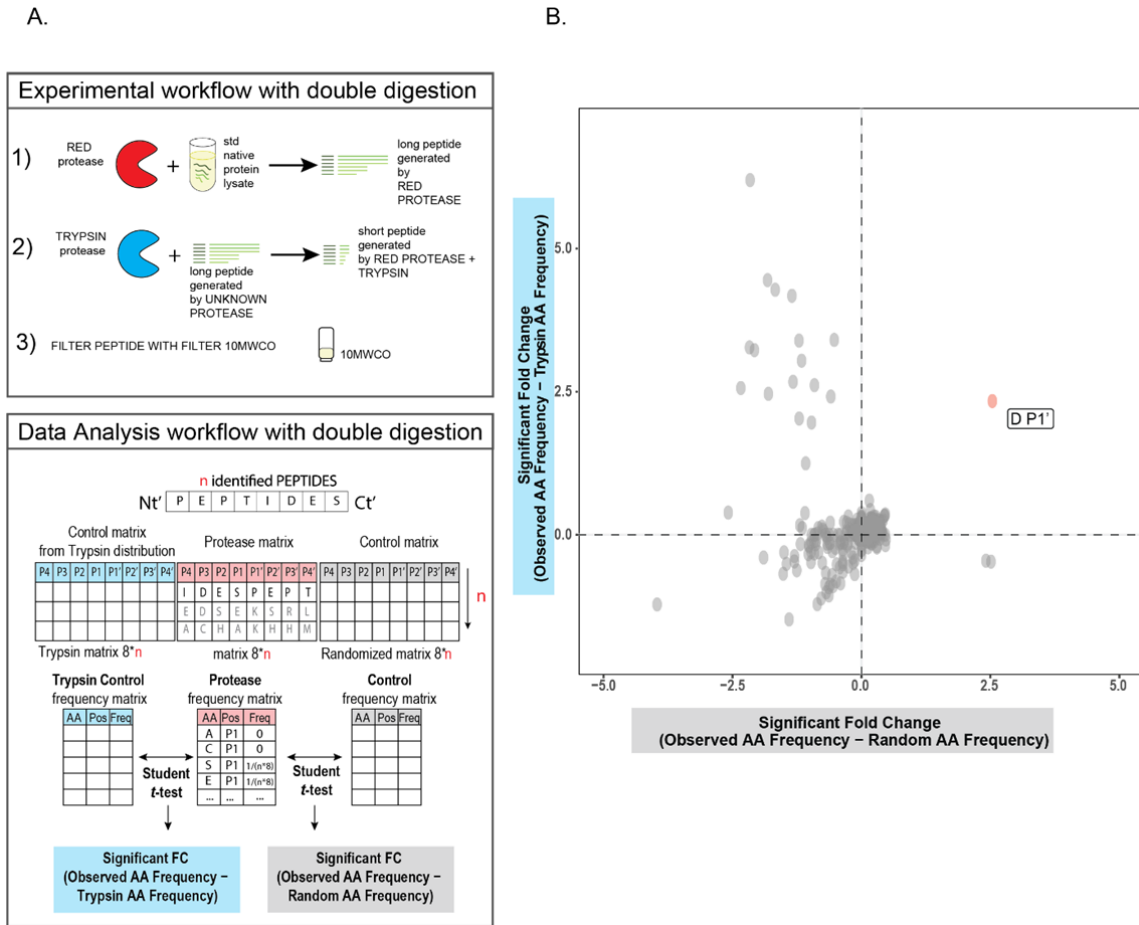 A.
B.
Experimental workflow with double digestion
1)
RED
protease
+
std
native
protein
lysate
long peptide
generated
by
RED
PROTEASE
2)
TRYPSIN
protease
+
long peptide
generated
by UNKNOWN
PROTEASE
short peptide
generated
by RED PROTEASE +
TRYPSIN
3) FILTER PEPTIDE WITH FILTER 10MWCO
10MWCO
Data Analysis workflow with double digestion
n identified PEPTIDES
Nt' P E P T I D E S Ct'
Control matrix
from Trypsin distribution
Protease matrix
Control matrix
P4 P3 P2 P1 P1' P2' P3' P4' P4 P3 P2 P1 P1' P2' P3' P4' P4 P3 P2 P1 P1' P2' P3' P4'
I D E S P E P T
E D S E K S R L
A C H A K H H M
n
Trypsin matrix 8*n
matrix 8*n
Randomized matrix 8*n
Trypsin Control
frequency matrix
Protease
frequency matrix
Control
frequency matrix
AA Pos Freq
AA Pos Freq
A P1 0
C P1 0
S P1 1/(n*8)
E P1 1/(n*8)
... ... ...
AA Pos Freq
Student
t-test
Student
t-test
Significant FC
(Observed AA Frequency –
Trypsin AA Frequency)
Significant FC
(Observed AA Frequency –
Random AA Frequency)
Significant Fold Change
(Observed AA Frequency – Trypsin AA Frequency)
5.0
2.5
0.0
D P1'
−5.0
−2.5
0.0
2.5
5.0
Significant Fold Change
(Observed AA Frequency – Random AA Frequency)